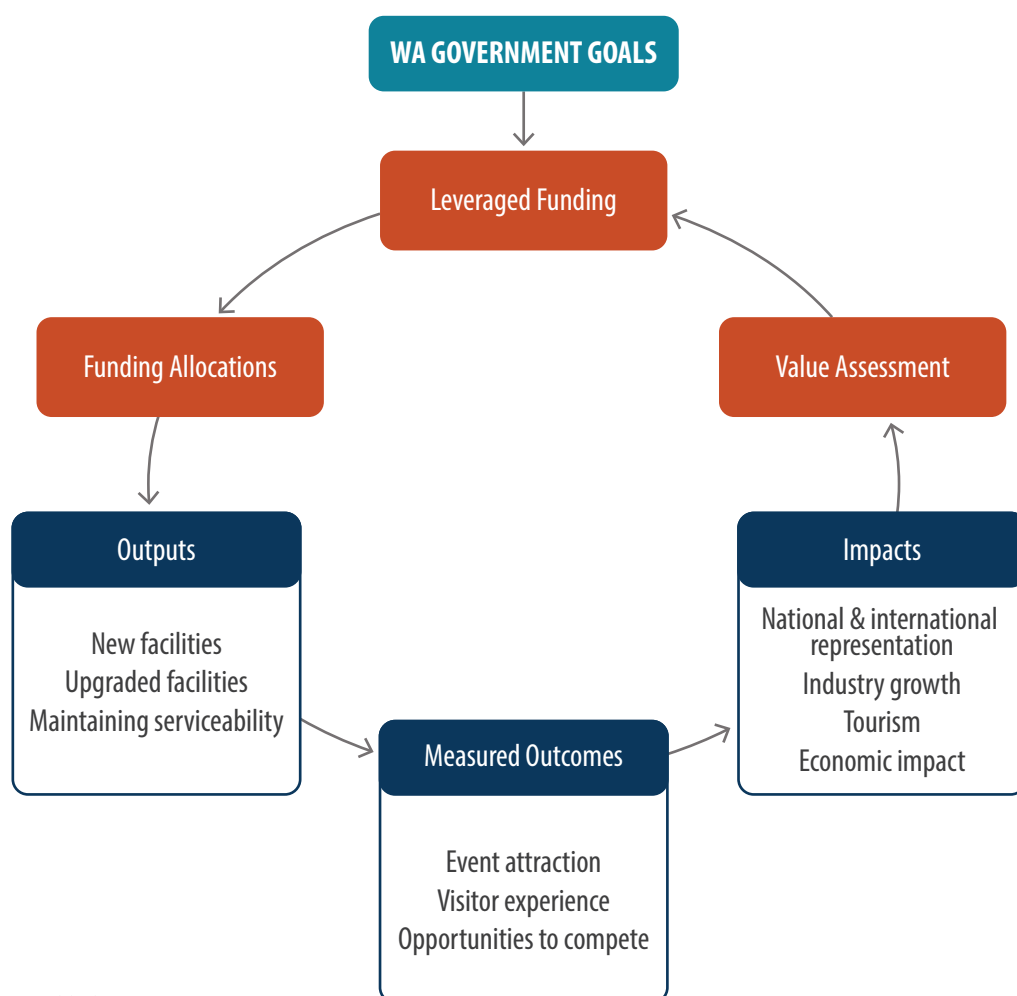 WA GOVERNMENT GOALS
Leveraged Funding
Funding Allocations
Value Assessment
Outputs
New facilities
Upgraded facilities
Maintaining serviceability
Measured Outcomes
Event attraction
Visitor experience
Opportunities to compete
Impacts
National & international
representation
Industry growth
Tourism
Economic impact